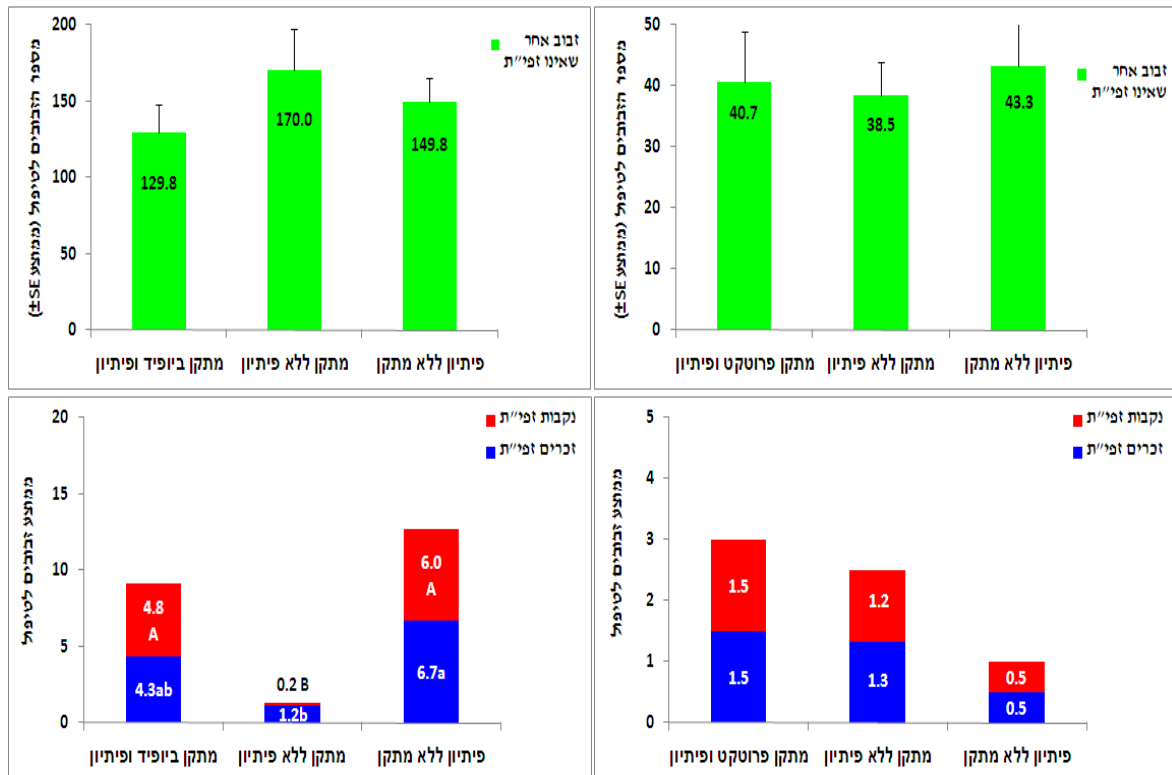 מספר הזבובים לטיפול (ממוצע SE±)
200
150
100
50
0
זבוב אחר
שאינו זפי״ת
129.8
170.0
149.8
מתקן ביופיד ופיתיון
מתקן ללא פיתיון
פיתיון ללא מתקן
מספר הזבובים לטיפול (ממוצע SE±)
50
40
30
20
10
0
זבוב אחר
שאינו זפי״ת
40.7
38.5
43.3
מתקן פרוטקט ופיתיון
מתקן ללא פיתיון
פיתיון ללא מתקן
ממוצע זבובים לטיפול
20
15
10
5
0
נקבות זפי״ת
זכרים זפי״ת
4.8
A
4.3ab
0.2 B
1.2b
6.0
A
6.7a
מתקן ביופיד ופיתיון
מתקן ללא פיתיון
פיתיון ללא מתקן
ממוצע זבובים לטיפול
5
4
3
2
1
0
נקבות זפי״ת
זכרים זפי״ת
1.5
1.5
1.2
1.3
0.5
0.5
מתקן פרוטקט ופיתיון
מתקן ללא פיתיון
פיתיון ללא מתקן